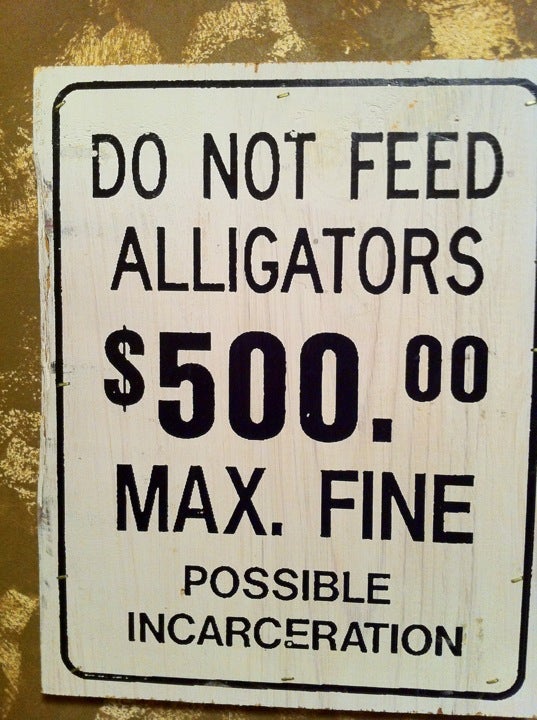 DO NOT FEED
ALLIGATORS
$500.00
MAX. FINE
POSSIBLE
INCARCERATION